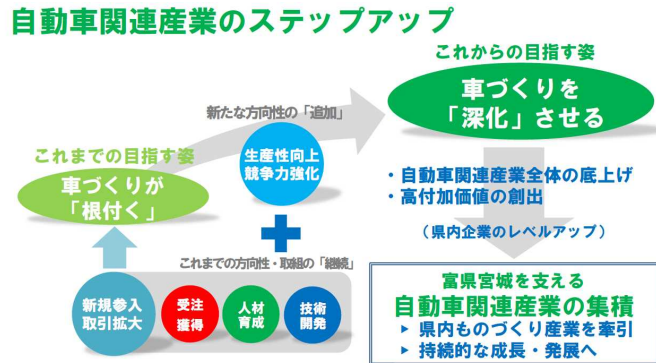 自動車関連産業のステップアップ
これからの目指す姿
車づくりを
「深化」させる
新たな方向性の「追加」
生産性向上
競争力強化
これまでの目指す姿
車づくりが
「根付く」
・自動車関連産業全体の底上げ
・高付加価値の創出
（県内企業のレベルアップ）
これまでの方向性・取組の「継続」
新規参入
取引拡大
受注
獲得
人材
育成
技術
開発
富県宮城を支える
自動車関連産業の集積
▶ 県内ものづくり産業を牽引
▶ 持続的な成長・発展へ